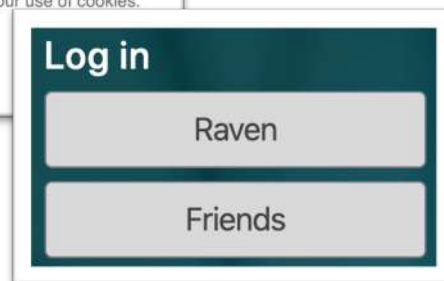 our use of cookies.
Log in
Raven
Friends